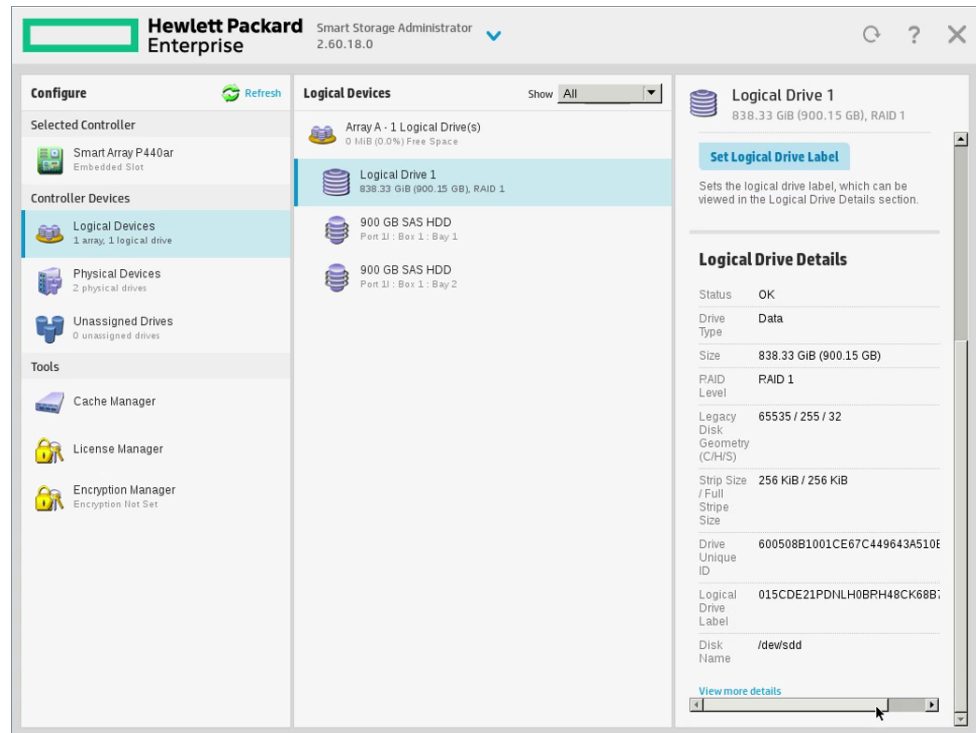 Hewlett Packard
Enterprise
Smart Storage Administrator
2.60.18.0
?
Configure
Refresh
Selected Controller
Smart Array P440ar
Embedded Slot
Controller Devices
Logical Devices
1 array, 1 logical drive
Physical Devices
2 physical drives
Unassigned Drives
0 unassigned drives
Tools
Cache Manager
License Manager
Encryption Manager
Encryption Not Set
Logical Devices
Show All
Array A - 1 Logical Drive(s)
0 MiB (0.0%) Free Space
Logical Drive 1
838.33 GiB (900.15 GB), RAID 1
900 GB SAS HDD
Port 1I : Box 1 : Bay 1
900 GB SAS HDD
Port 1I : Box 1 : Bay 2
Logical Drive 1
838.33 GiB (900.15 GB), RAID 1
Set Logical Drive Label
Sets the logical drive label, which can be
viewed in the Logical Drive Details section.
Logical Drive Details
Status OK
Drive Data
Type
Size 838.33 GiB (900.15 GB)
RAID RAID 1
Level
Legacy 65535 / 255 / 32
Disk
Geometry
(C/H/S)
Strip Size 256 KiB / 256 KiB
/ Full
Stripe
Size
Drive 600508B1001CE67C449643A510
Unique
ID
Logical 015CDE21PDNLH0BRH48CK68B
Drive
Label
Disk /dev/sdd
Name
View more details